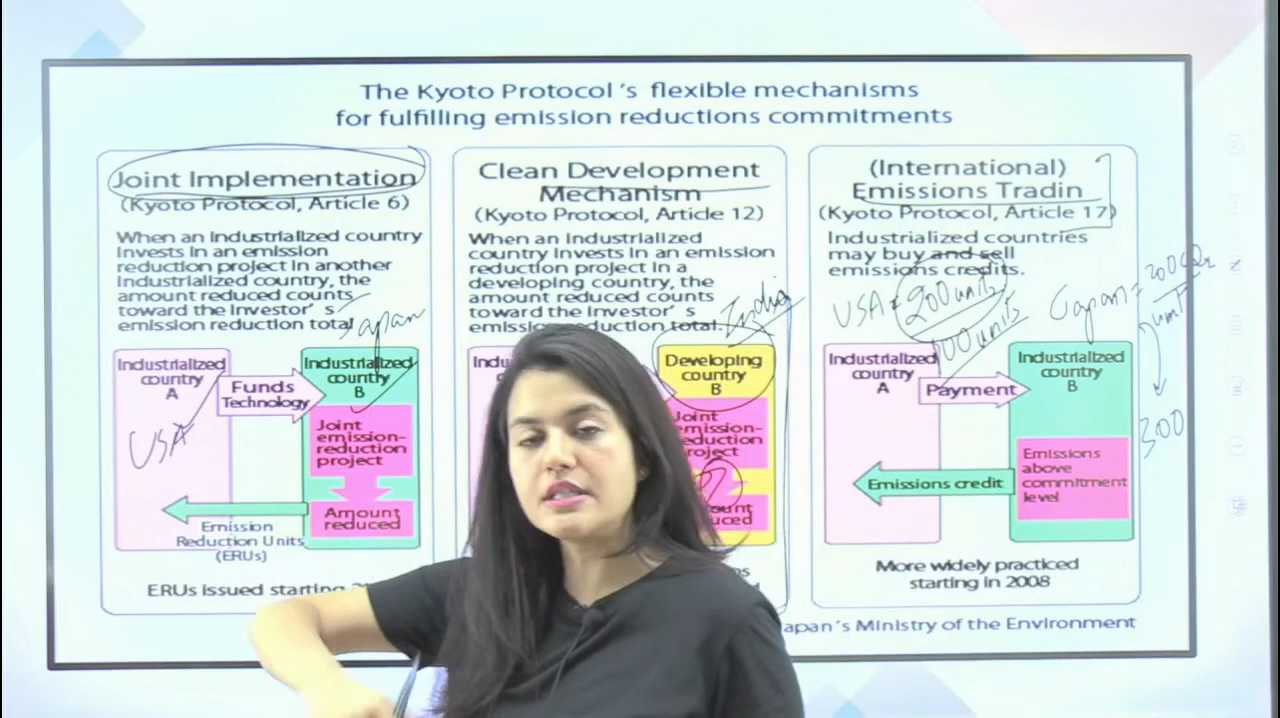 The Kyoto Protocol 's flexible mechanisms
for fulfilling emission reductions commitments
Joint Implementation
(Kyoto Protocol, Article 6)
When an industrialized country
invests in an emission
reduction project in another
industrialized country, the
amount reduced counts
toward the investor's
emission reduction total.
Japan
Industrialized
country
A
USA
Funds
Technology
Industrialized
country
B
Joint
emission-
reduction
project
Amount
reduced
Emission
Reduction Units
(ERUs)
ERUs issued starting
Clean Development
Mechanism
(Kyoto Protocol, Article 12)
When an industrialized
country invests in an emission
reduction project in a
developing country, the
amount reduced counts
toward the investor's
emission reduction total.
India
Developing
country
B
(International)
Emissions Tradin
(Kyoto Protocol, Article 17)
Industrialized countries
may buy and sell
emissions credits.
USA = 200 units
100 units
Japan = 200 CO2
umt
300
Industrialized
country
A
Payment
Industrialized
country
B
Emissions credit
Emissions
above
commitment
level
More widely practiced
starting in 2008
Ministry of the Environment